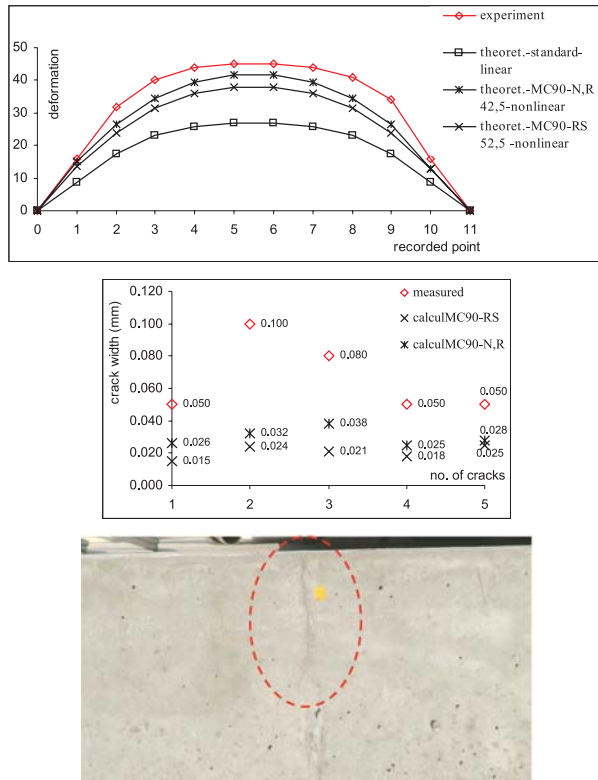 experiment
theoret.-standard-
linear
theoret.-MC90-N,R
42,5-nonlinear
theoret.-MC90-RS
52,5 -nonlinear
50
40
30
20
10
0
deformation
0 1 2 3 4 5 6 7 8 9 10 11
recorded point
0.120
0.100
0.080
0.060
0.040
0.020
0.000
crack width (mm)
measured
calculMC90-RS
calculMC90-N,R
0.100
0.080
0.050
0.050
0.050
0.026
0.032
0.038
0.025
0.028
0.015
0.024
0.021
0.018
0.025
no. of cracks
1 2 3 4 5